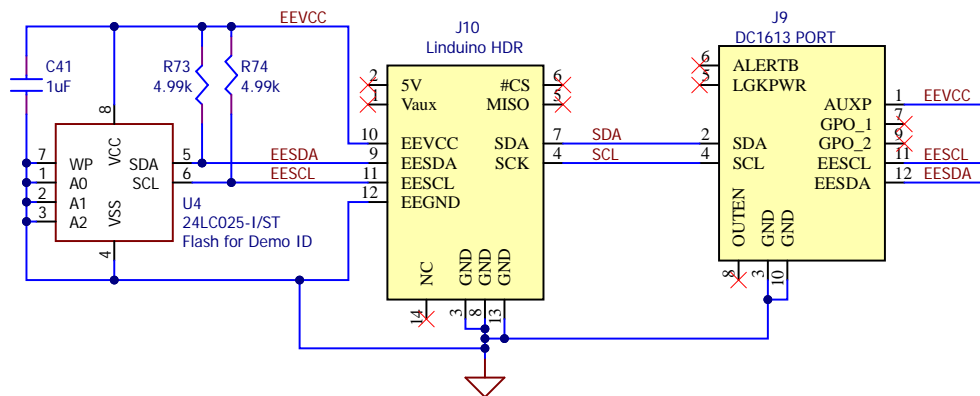 EEVCC
C41
1uF
R73
4.99k
R74
4.99k
8
VCC
7 WP
1 A0
2 A1
3 A2
SDA 5
SCL 6
VSS
4
EESDA
EESCL
U4
24LC025-I/ST
Flash for Demo ID
J10
Linduino HDR
2 5V
1 Vaux
10 EEVCC
9 EESDA
11 EESCL
12 EEGND
#CS 6
MISO 5
SDA 7
SCK 4
NC
14
GND
3
GND
8
GND
13
SDA
SCL
J9
DC1613 PORT
6 ALERTB
5 LGKPWR
2 SDA
4 SCL
AUXP 1
GPO_1 7
GPO_2 9
EESCL 11
EESDA 12
OUTEN
8
GND
3
GND
10
EEVCC
EESCL
EESDA